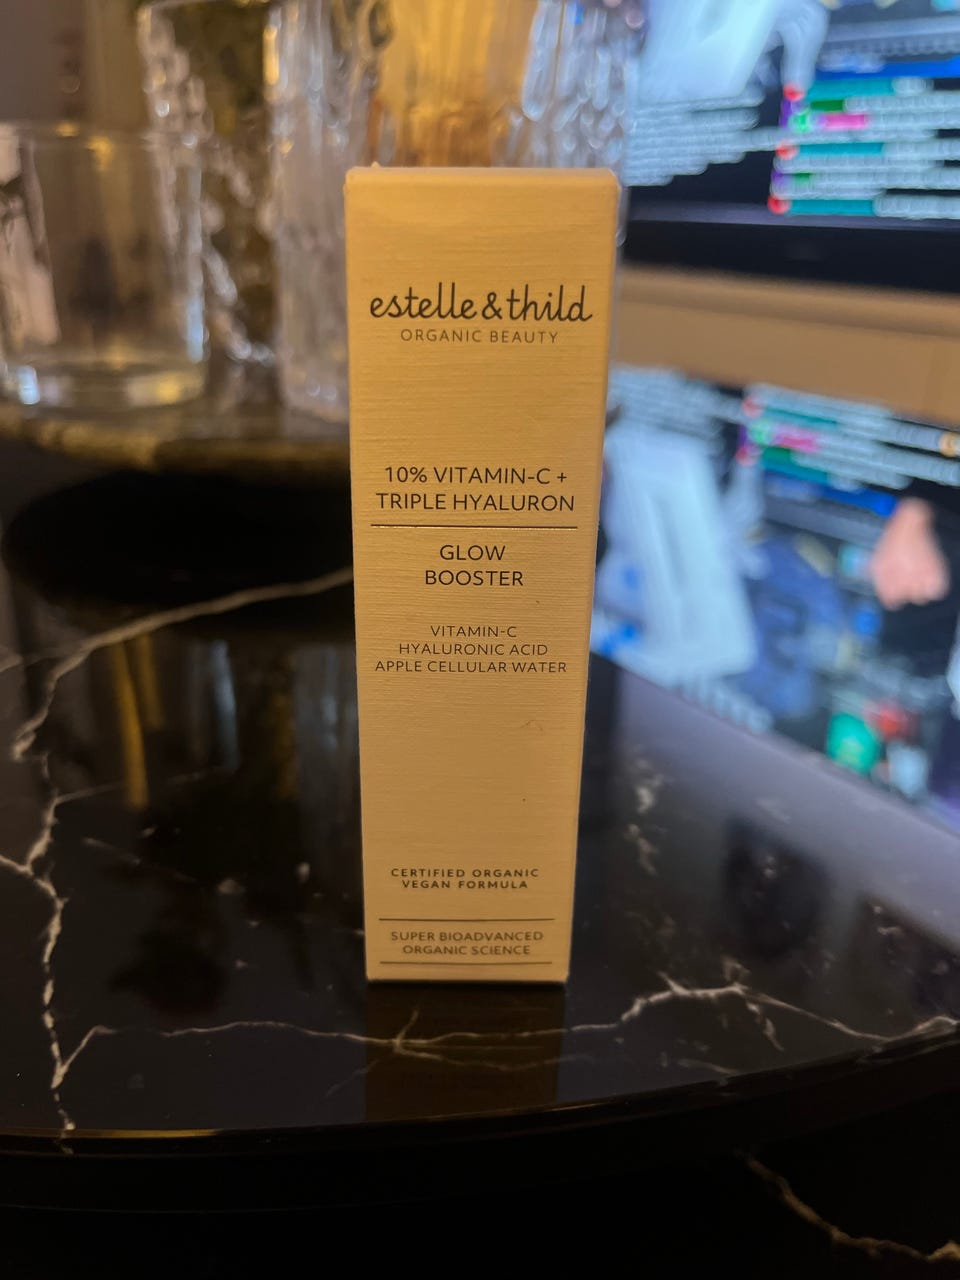 estelle&thild
ORGANIC BEAUTY
10% VITAMIN-C +
TRIPLE HYALURON
GLOW
BOOSTER
VITAMIN-C
HYALURONIC ACID
APPLE CELLULAR WATER
CERTIFIED ORGANIC
VEGAN FORMULA
SUPER BIOADVANCED
ORGANIC SCIENCE